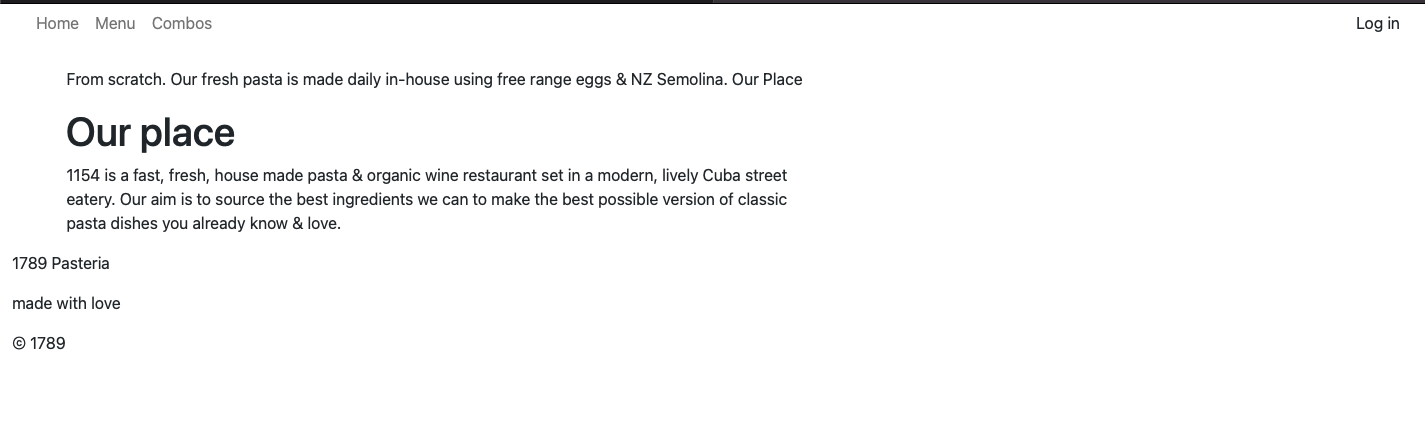 Home Menu Combos Log in
From scratch. Our fresh pasta is made daily in-house using free range eggs & NZ Semolina. Our Place
Our place
1154 is a fast, fresh, house made pasta & organic wine restaurant set in a modern, lively Cuba street
eatery. Our aim is to source the best ingredients we can to make the best possible version of classic
pasta dishes you already know & love.
1789 Pasteria
made with love
© 1789